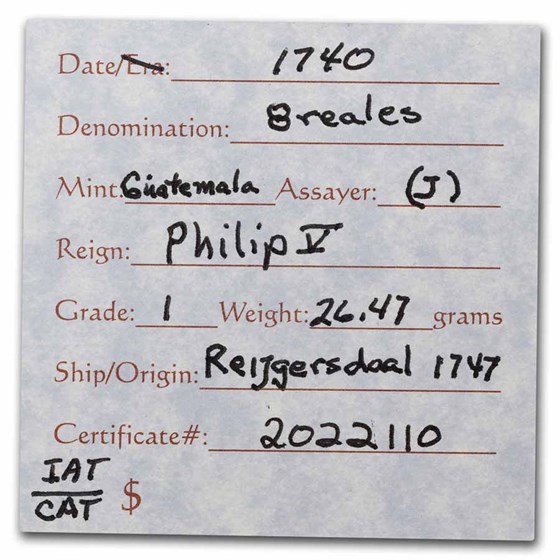 Date/Era: 1740
Denomination: 8 reales
Mint: Guatemala Assayer: (J)
Reign: Philip V
Grade: 1 Weight: 26.47 grams
Ship/Origin: Reijgersdaal 1747
Certificate#: 2022110
IAT
CAT $